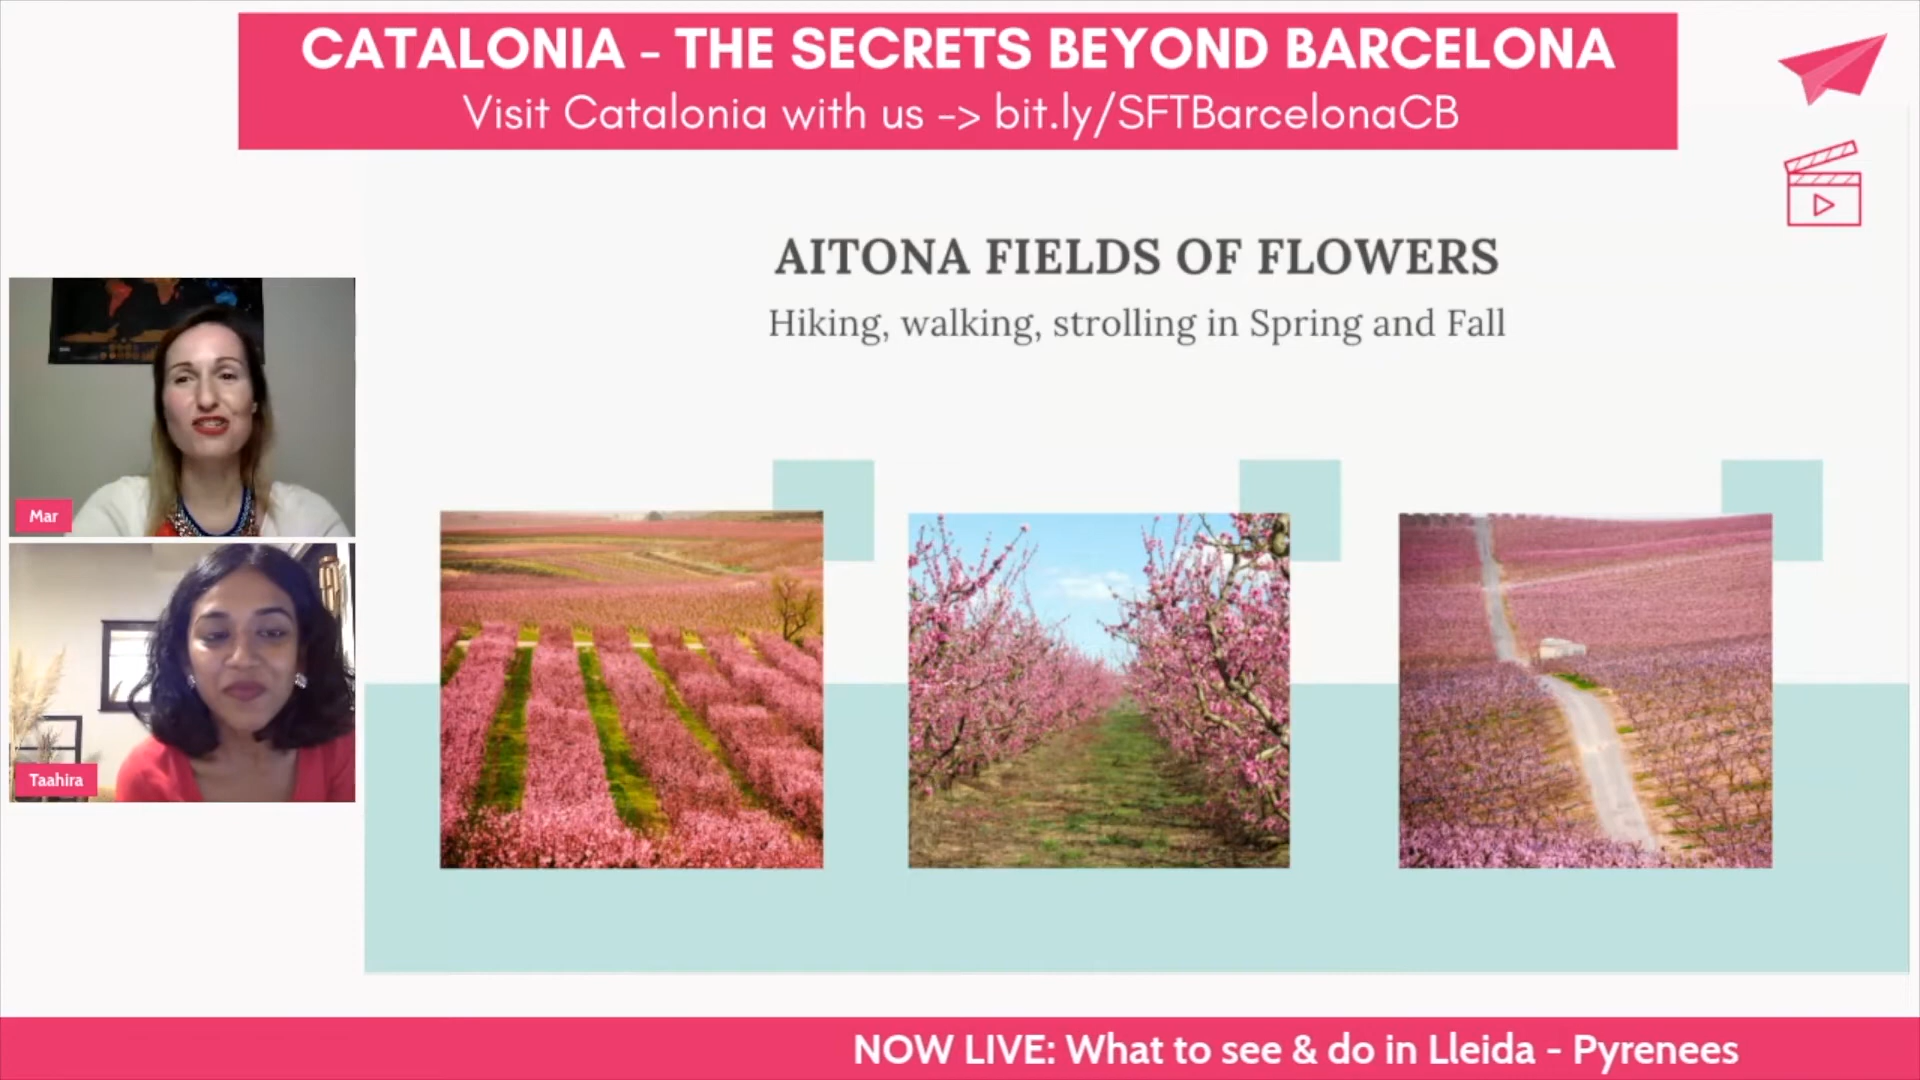 CATALONIA - THE SECRETS BEYOND BARCELONA
Visit Catalonia with us -> bit.ly/SFTBarcelonaCB
AITONA FIELDS OF FLOWERS
Hiking, walking, strolling in Spring and Fall
Mar
Taahira
NOW LIVE: What to see & do in Lleida - Pyrenees